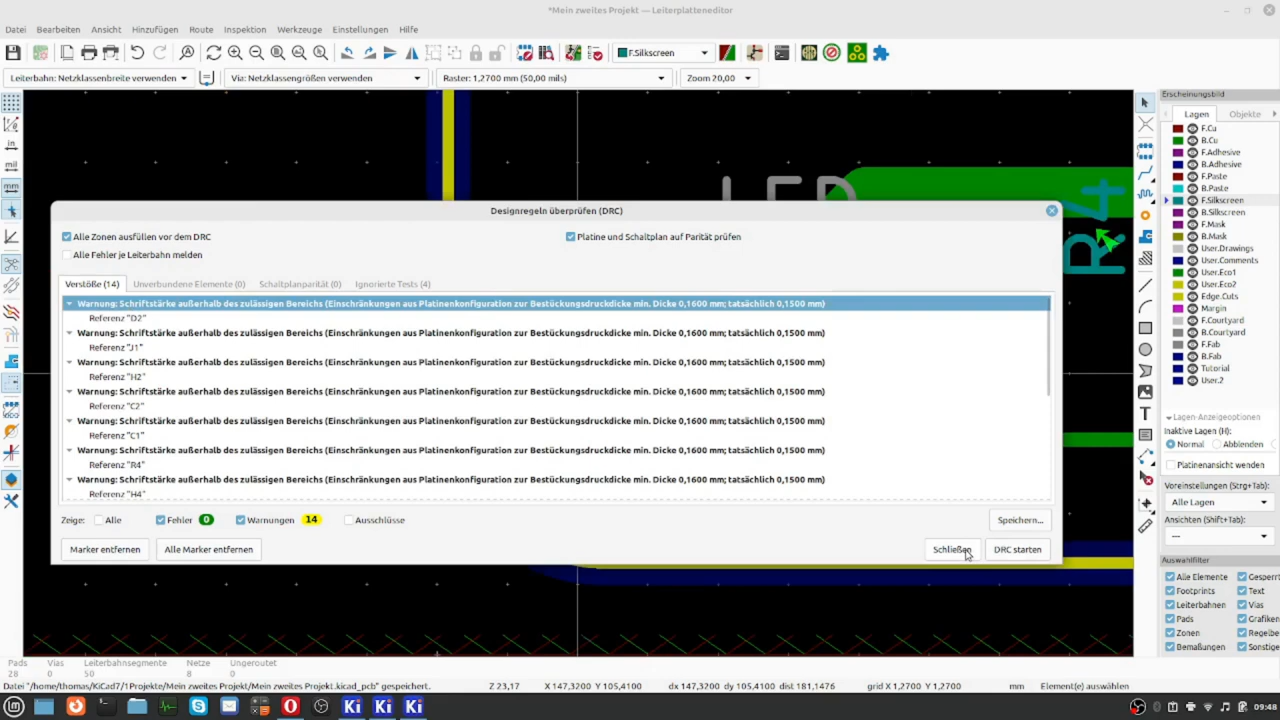 *Mein zweites Projekt — Leiterplatteneditor
Datei Bearbeiten Ansicht Hinzufügen Route Inspektion Werkzeuge Einstellungen Hilfe
F.Silkscreen
Leiterbahn: Netzklassenbreite verwenden Via: Netzklassengrößen verwenden Raster: 1,2700 mm (50,00 mils) Zoom 20,00
in
mil
mm
LED
R4
Designregeln überprüfen (DRC)
Alle Zonen ausfüllen vor dem DRC
Platine und Schaltplan auf Parität prüfen
Alle Fehler je Leiterbahn melden
Verstöße (14) Unverbundene Elemente (0) Schaltplanparität (0) Ignorierte Tests (4)
Warnung: Schriftstärke außerhalb des zulässigen Bereichs (Einschränkungen aus Platinenkonfiguration zur Bestückungsdruckdicke min. Dicke 0,1600 mm; tatsächlich 0,1500 mm)
Referenz "D2"
Warnung: Schriftstärke außerhalb des zulässigen Bereichs (Einschränkungen aus Platinenkonfiguration zur Bestückungsdruckdicke min. Dicke 0,1600 mm; tatsächlich 0,1500 mm)
Referenz "J1"
Warnung: Schriftstärke außerhalb des zulässigen Bereichs (Einschränkungen aus Platinenkonfiguration zur Bestückungsdruckdicke min. Dicke 0,1600 mm; tatsächlich 0,1500 mm)
Referenz "H2"
Warnung: Schriftstärke außerhalb des zulässigen Bereichs (Einschränkungen aus Platinenkonfiguration zur Bestückungsdruckdicke min. Dicke 0,1600 mm; tatsächlich 0,1500 mm)
Referenz "C2"
Warnung: Schriftstärke außerhalb des zulässigen Bereichs (Einschränkungen aus Platinenkonfiguration zur Bestückungsdruckdicke min. Dicke 0,1600 mm; tatsächlich 0,1500 mm)
Referenz "C1"
Warnung: Schriftstärke außerhalb des zulässigen Bereichs (Einschränkungen aus Platinenkonfiguration zur Bestückungsdruckdicke min. Dicke 0,1600 mm; tatsächlich 0,1500 mm)
Referenz "R4"
Warnung: Schriftstärke außerhalb des zulässigen Bereichs (Einschränkungen aus Platinenkonfiguration zur Bestückungsdruckdicke min. Dicke 0,1600 mm; tatsächlich 0,1500 mm)
Referenz "H4"
Zeige: Alle Fehler 0 Warnungen 14 Ausschlüsse Speichern...
Marker entfernen Alle Marker entfernen Schließen DRC starten
Erscheinungsbild
Lagen Objekte
F.Cu
B.Cu
F.Adhesive
B.Adhesive
F.Paste
B.Paste
F.Silkscreen
B.Silkscreen
F.Mask
B.Mask
User.Drawings
User.Comments
User.Eco1
User.Eco2
Edge.Cuts
Margin
F.Courtyard
B.Courtyard
F.Fab
B.Fab
Tutorial
User.2
Lagen-Anzeigeoptionen
Inaktive Lagen (H):
Normal Abblenden
Platinenansicht wenden
Voreinstellungen (Strg+Tab):
Alle Lagen
Ansichten (Shift+Tab):
---
Auswahlfilter
Alle Elemente Gesperrt
Footprints Text
Leiterbahnen Vias
Pads Grafiken
Zonen Regelbe
Bemaßungen Sonstige
Pads Vias Leiterbahnsegmente Netze Ungeroutet
28 0 50 8 0
Datei "/home/thomas/KiCad7/1Projekte/Mein zweites Projekt/Mein zweites Projekt.kicad_pcb" gespeichert. Z 23,17 X 147,3200 Y 105,4100 dx 147,3200 dy 105,4100 dist 181,1476 grid X 1,2700 Y 1,2700 mm Element(e) auswählen
Ki Ki Ki 09:48